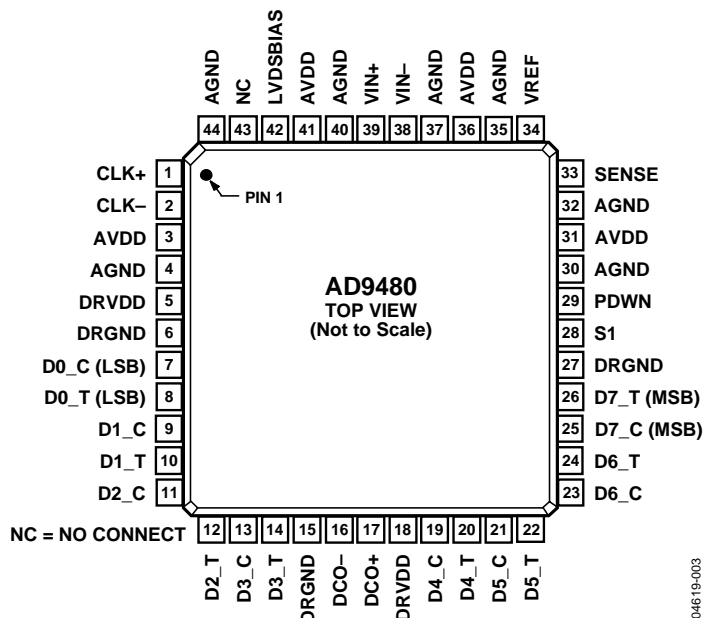 AGND
NC
LVDSBIAS
AVDD
AGND
VIN+
VIN–
AGND
AVDD
AGND
VREF
44 43 42 41 40 39 38 37 36 35 34
CLK+ 1
CLK– 2
AVDD 3
AGND 4
DRVDD 5
DRGND 6
D0_C (LSB) 7
D0_T (LSB) 8
D1_C 9
D1_T 10
D2_C 11
PIN 1
AD9480
TOP VIEW
(Not to Scale)
33 SENSE
32 AGND
31 AVDD
30 AGND
29 PDWN
28 S1
27 DRGND
26 D7_T (MSB)
25 D7_C (MSB)
24 D6_T
23 D6_C
NC = NO CONNECT
12 13 14 15 16 17 18 19 20 21 22
D2_T
D3_C
D3_T
DRGND
DCO–
DCO+
DRVDD
D4_C
D4_T
D5_C
D5_T
04619-003